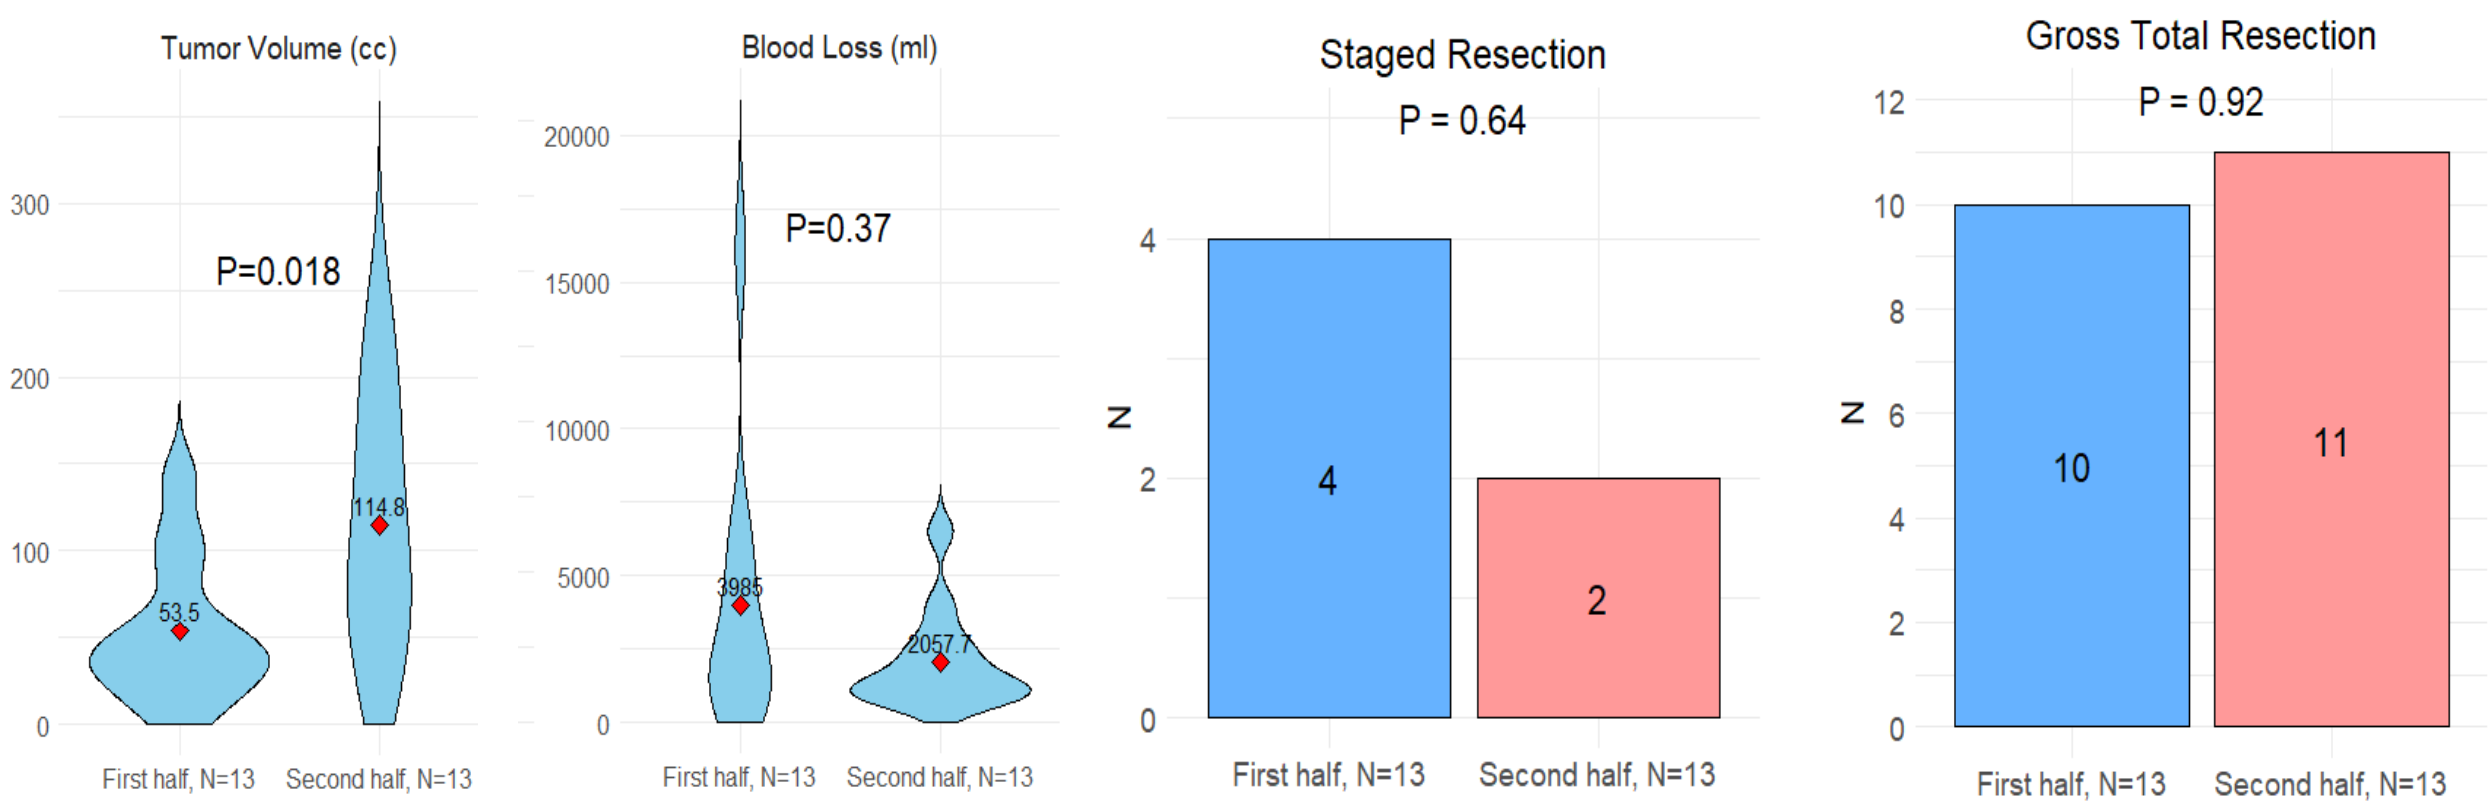 Tumor Volume (cc)
300
200
100
0
P=0.018
53.5
114.8
First half, N=13
Second half, N=13
Blood Loss (ml)
20000
15000
10000
5000
0
P=0.37
3985
2057.7
First half, N=13
Second half, N=13
Staged Resection
P = 0.64
N
4
2
0
4
2
First half, N=13
Second half, N=13
Gross Total Resection
P = 0.92
N
12
10
8
6
4
2
0
10
11
First half, N=13
Second half, N=13